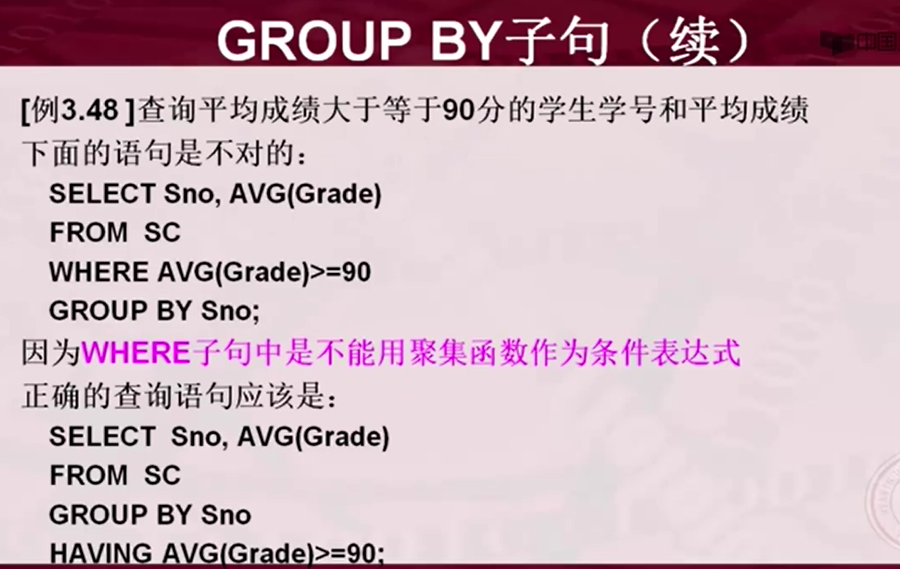 GROUP BY子句（续）
中国
[例3.48 ]查询平均成绩大于等于90分的学生学号和平均成绩
下面的语句是不对的：
SELECT Sno, AVG(Grade)
FROM  SC
WHERE AVG(Grade)>=90
GROUP BY Sno;
因为WHERE子句中是不能用聚集函数作为条件表达式
正确的查询语句应该是：
SELECT  Sno, AVG(Grade)
FROM  SC
GROUP BY Sno
HAVING AVG(Grade)>=90;